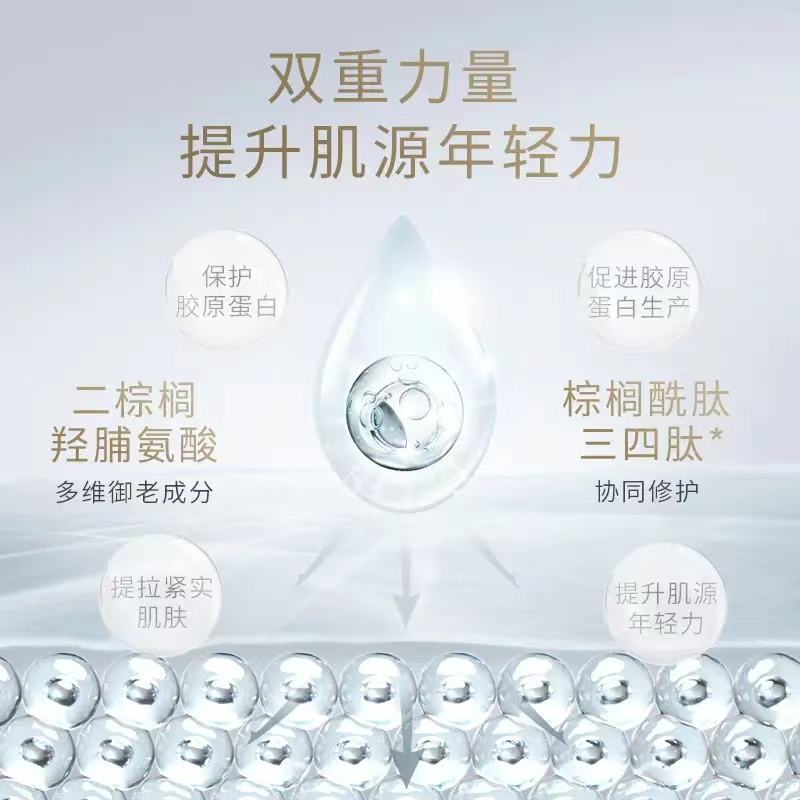 双重力量
提升肌源年轻力
保护
胶原蛋白
促进胶原
蛋白生产
二棕榈
羟脯氨酸
多维御老成分
棕榈酰肽
三四肽*
协同修护
提拉紧实
肌肤
提升肌源
年轻力